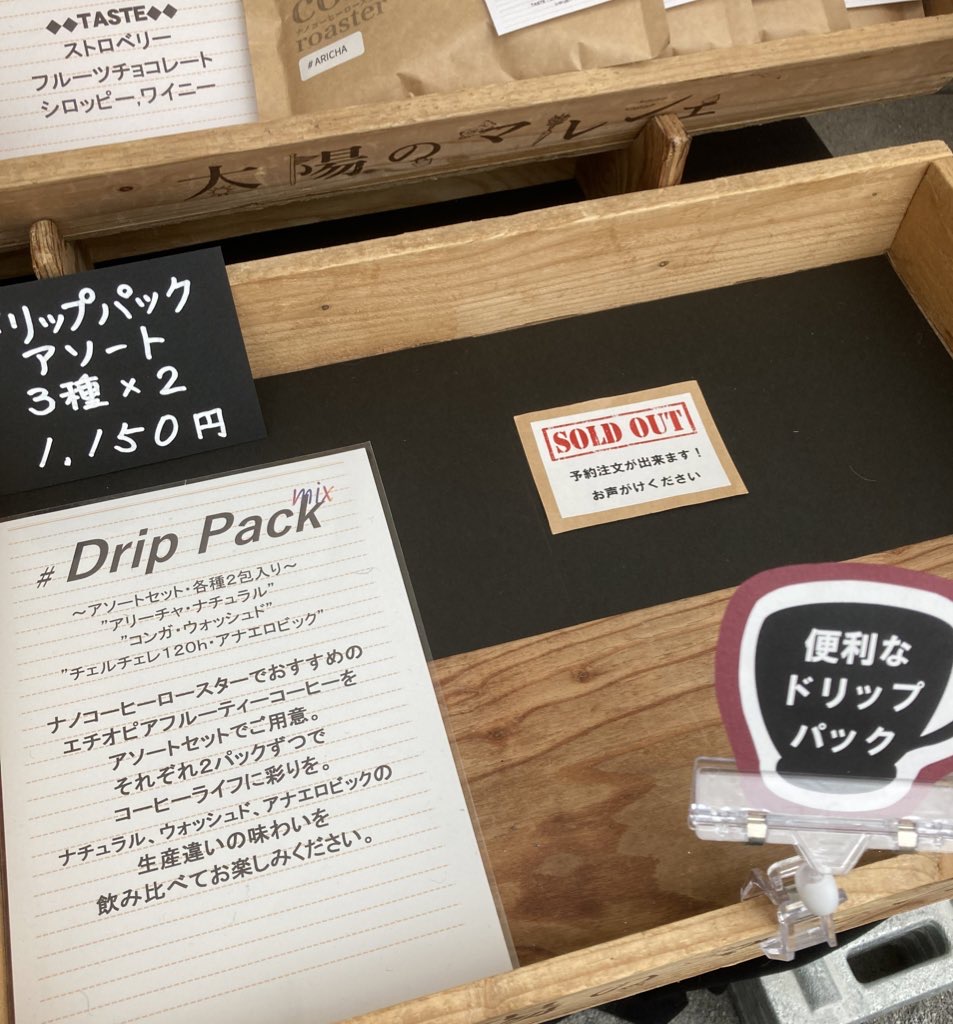 ◆◆TASTE◆◆
ストロベリー
フルーツチョコレート
シロッピー,ワイニー
roaster
# ARICHA
・太陽のマルシェ
ドリップパック
アソート
3種×2
1.150円
SOLD OUT
予約注文が出来ます!
お声がけください
mix
# Drip Pack
～アソートセット・各種2包入り～
"アリーチャ・ナチュラル"
"コンガ・ウォッシュド"
"チェルチェレ120h・アナエロビック"
ナノコーヒーロースターでおすすめの
エチオピアフルーティーコーヒーを
アソートセットでご用意。
それぞれ2パックずつで
コーヒーライフに彩りを。
ナチュラル、ウォッシュド、アナエロビックの
生産違いの味わいを
飲み比べてお楽しみください。
便利な
ドリップ
パック